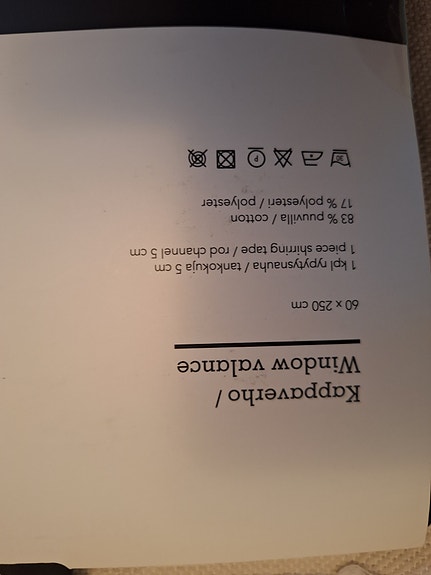 Kappaverho /
Window valance
60 x 250 cm
1 kpl rypytysnauha / tankokuja 5 cm
1 piece shirring tape / rod channel 5 cm
83 % puuvilla / cotton
17 % polyesteri / polyester
P